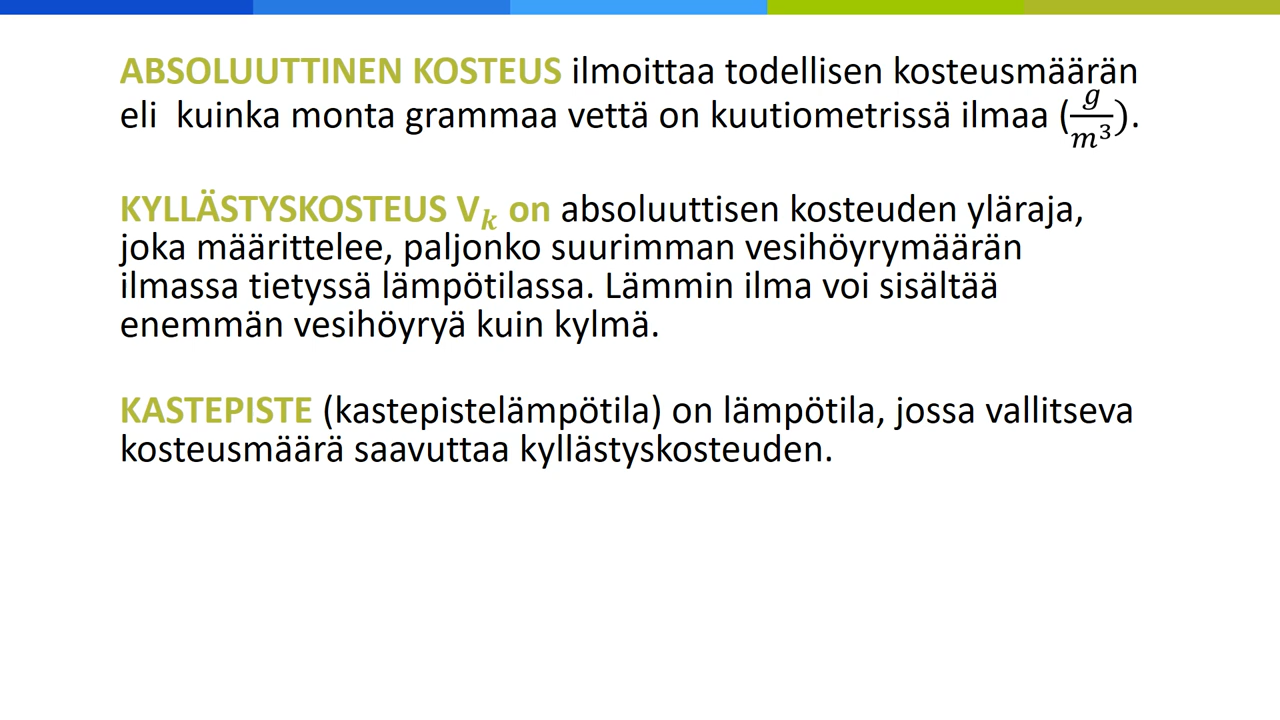 ABSOLUUTTINEN KOSTEUS ilmoittaa todellisen kosteusmäärän
eli  kuinka monta grammaa vettä on kuutiometrissä ilmaa (g/m³).
KYLLÄSTYSKOSTEUS Vₖ on absoluuttisen kosteuden yläraja,
joka määrittelee, paljonko suurimman vesihöyrymäärän
ilmassa tietyssä lämpötilassa. Lämmin ilma voi sisältää
enemmän vesihöyryä kuin kylmä.
KASTEPISTE (kastepistelämpötila) on lämpötila, jossa vallitseva
kosteusmäärä saavuttaa kyllästyskosteuden.